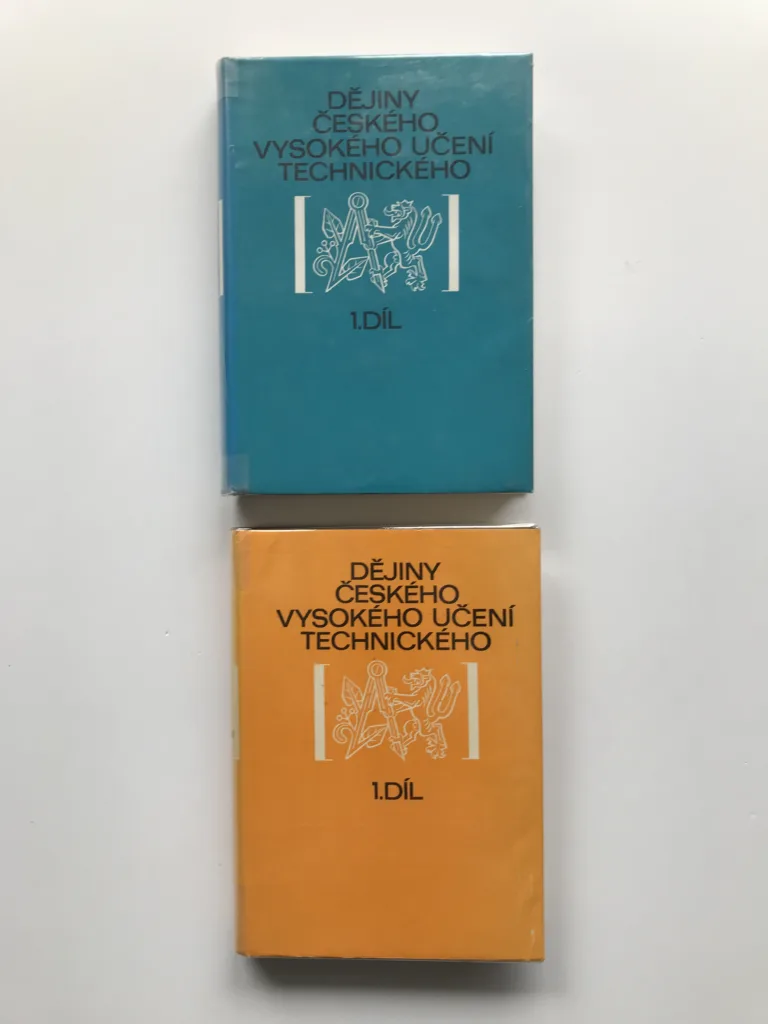 DĚJINY
ČESKÉHO
VYSOKÉHO UČENÍ
TECHNICKÉHO
1.DÍL
DĚJINY
ČESKÉHO
VYSOKÉHO UČENÍ
TECHNICKÉHO
1.DÍL